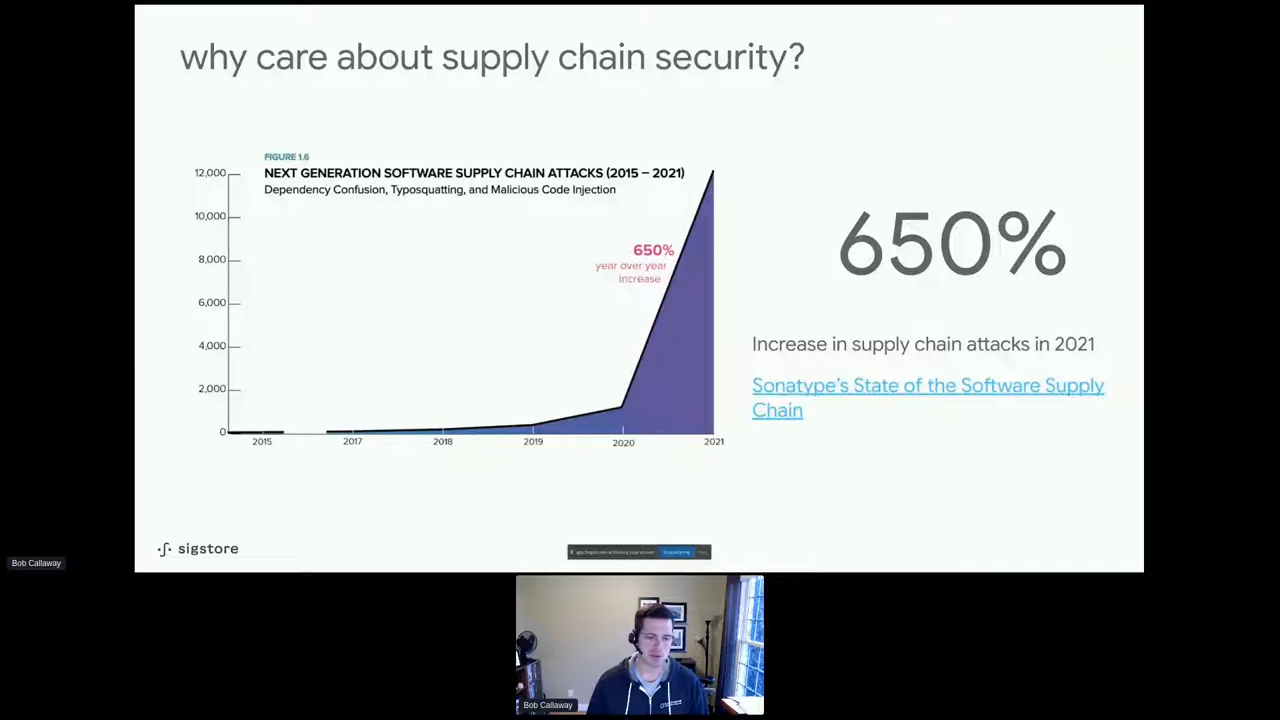 why care about supply chain security?
FIGURE 1.6
NEXT GENERATION SOFTWARE SUPPLY CHAIN ATTACKS (2015 – 2021)
Dependency Confusion, Typosquatting, and Malicious Code Injection
12,000
10,000
8,000
6,000
4,000
2,000
0
650%
year over year
increase
2015
2017
2018
2019
2020
2021
650%
Increase in supply chain attacks in 2021
Sonatype's State of the Software Supply
Chain
sigstore
Bob Callaway
Bob Callaway